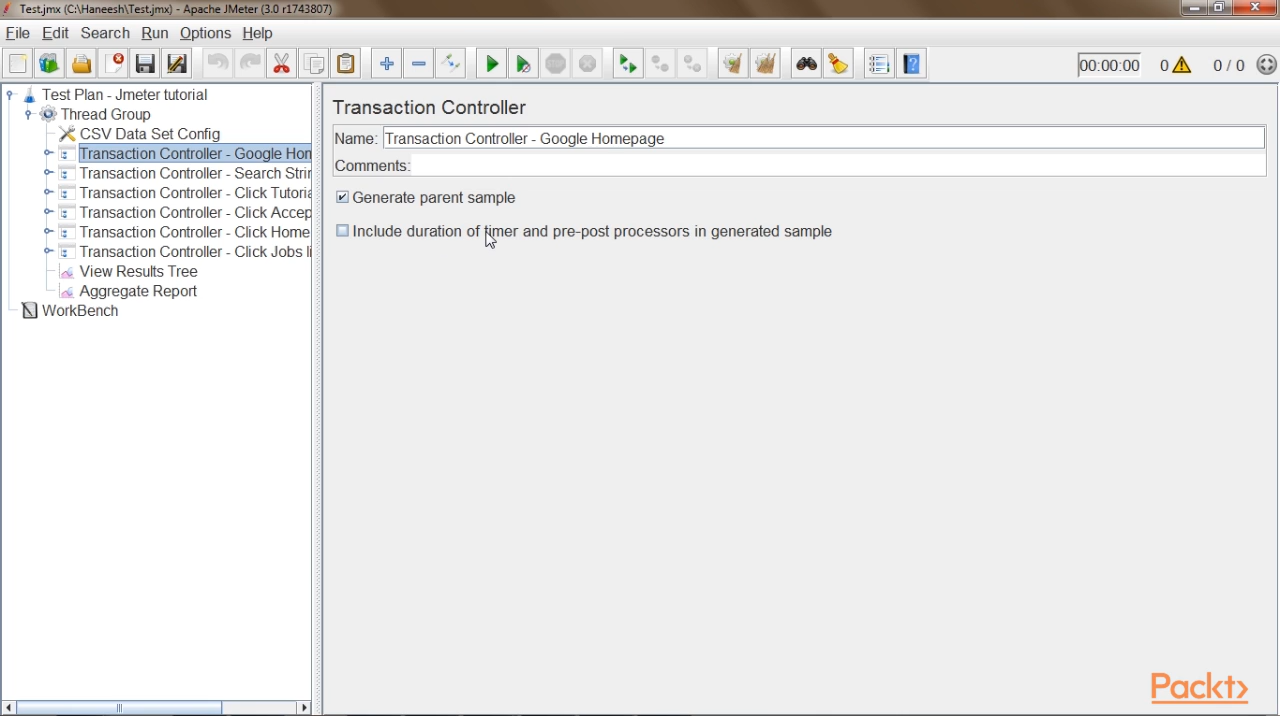 Test.jmx (C:\Haneesh\Test.jmx) - Apache JMeter (3.0 r1743807)
File Edit Search Run Options Help
00:00:00 0 0 / 0
Test Plan - Jmeter tutorial
Thread Group
CSV Data Set Config
Transaction Controller - Google Hon
Transaction Controller - Search Strin
Transaction Controller - Click Tutoria
Transaction Controller - Click Accep
Transaction Controller - Click Home
Transaction Controller - Click Jobs li
View Results Tree
Aggregate Report
WorkBench
Transaction Controller
Name: Transaction Controller - Google Homepage
Comments:
Generate parent sample
Include duration of timer and pre-post processors in generated sample
Packt>